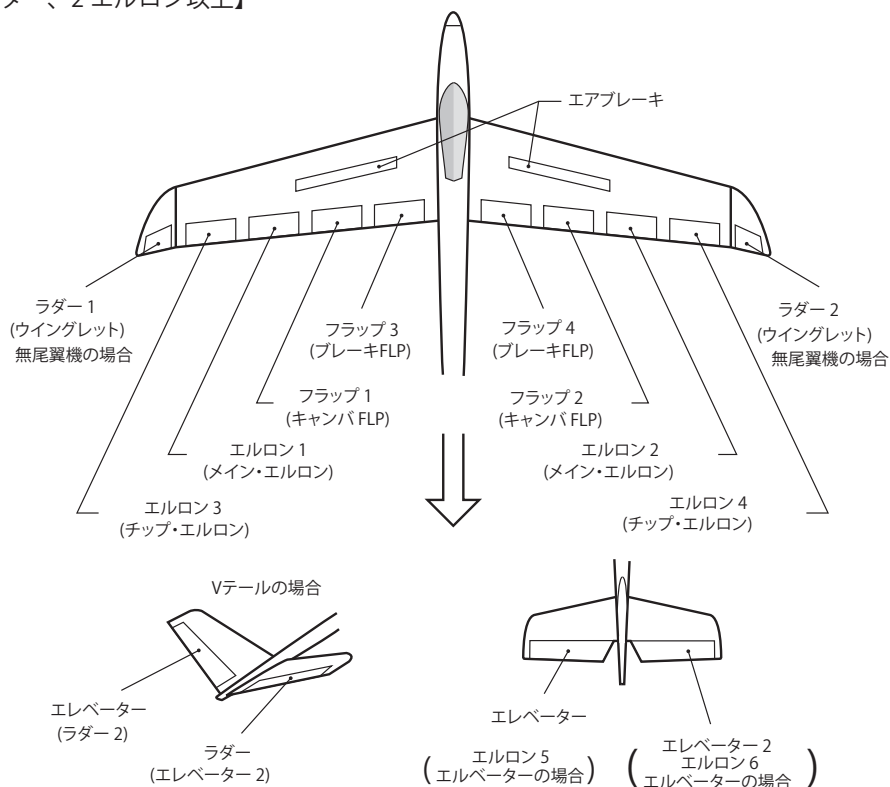 ター、2 エルロン以上】
エアブレーキ
ラダー 1
(ウイングレット)
無尾翼機の場合
フラップ 3
(ブレーキFLP)
フラップ 4
(ブレーキFLP)
ラダー 2
(ウイングレット)
無尾翼機の場合
フラップ 1
(キャンバ FLP)
フラップ 2
(キャンバ FLP)
エルロン 1
(メイン・エルロン)
エルロン 2
(メイン・エルロン)
エルロン 3
(チップ・エルロン)
エルロン 4
(チップ・エルロン)
Vテールの場合
エレベーター
(ラダー 2)
ラダー
(エレベーター 2)
エレベーター
(エルロン 5
エルベーターの場合)
(エレベーター 2
エルロン 6
エルベーターの場合)